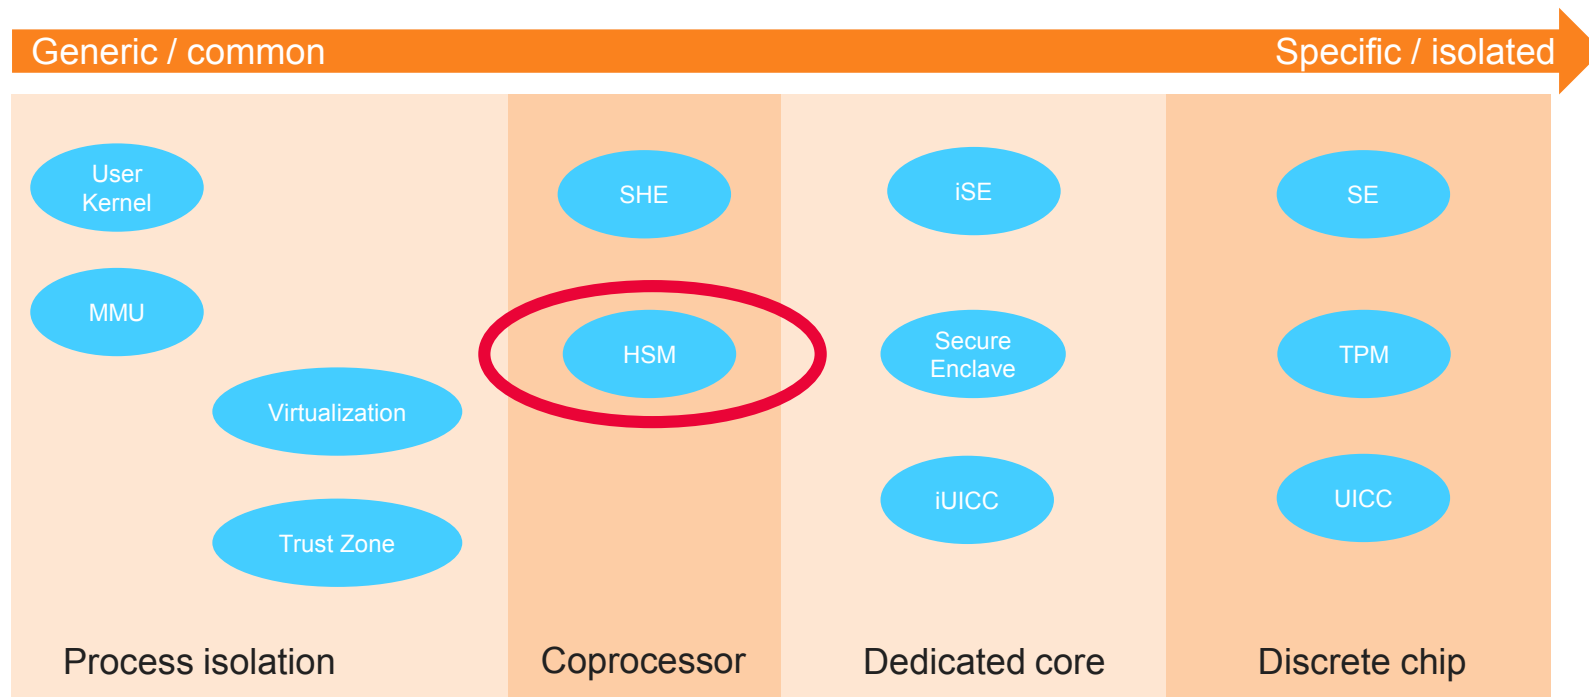 Generic / common
Specific / isolated
User
Kernel
MMU
Virtualization
Trust Zone
Process isolation
SHE
HSM
Coprocessor
iSE
Secure
Enclave
iUICC
Dedicated core
SE
TPM
UICC
Discrete chip